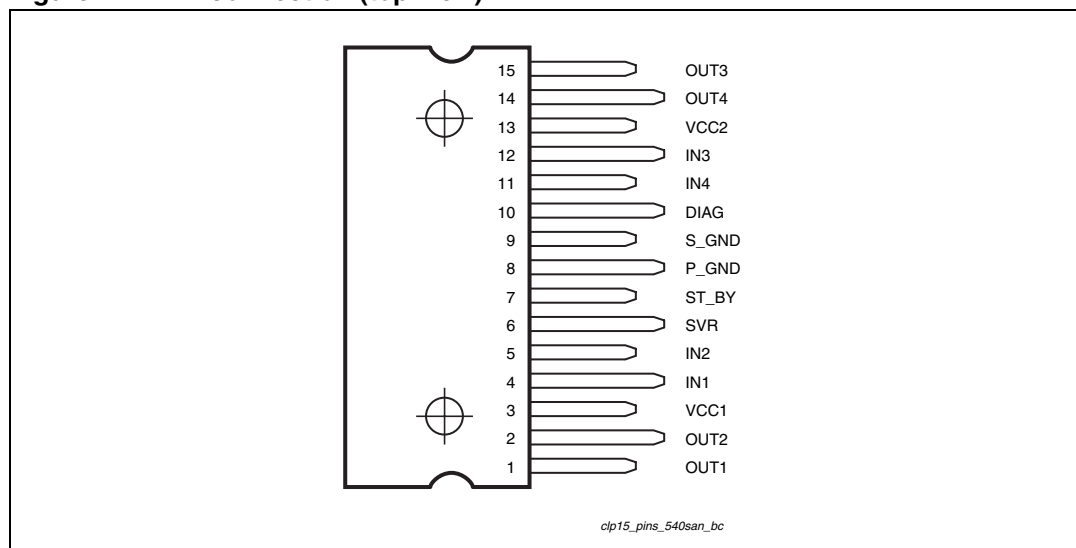 15 OUT3
14 OUT4
13 VCC2
12 IN3
11 IN4
10 DIAG
9 S_GND
8 P_GND
7 ST_BY
6 SVR
5 IN2
4 IN1
3 VCC1
2 OUT2
1 OUT1
clp15_pins_540san_bc